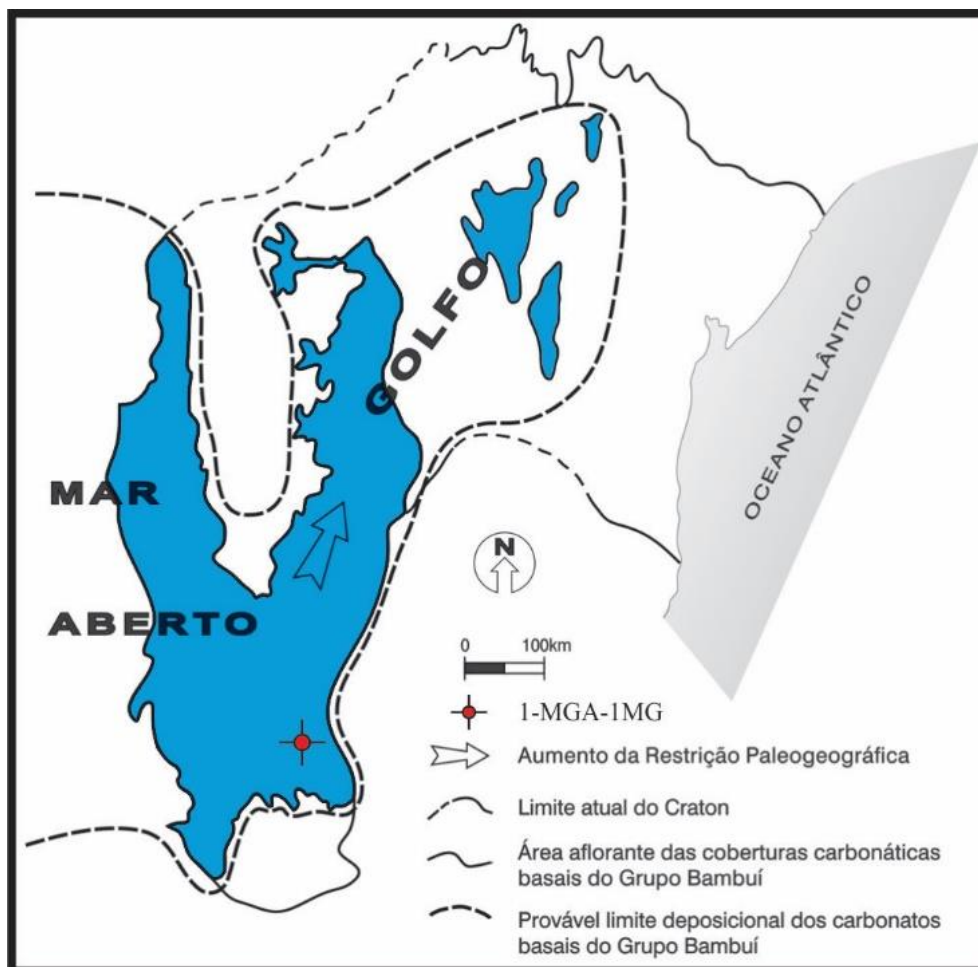 GOLFO
OCEANO ATLÂNTICO
MAR
ABERTO
N
0 100km
1-MGA-1MG
Aumento da Restrição Paleogeográfica
Limite atual do Craton
Área aflorante das coberturas carbonáticas
basais do Grupo Bambuí
Provável limite deposicional dos carbonatos
basais do Grupo Bambuí